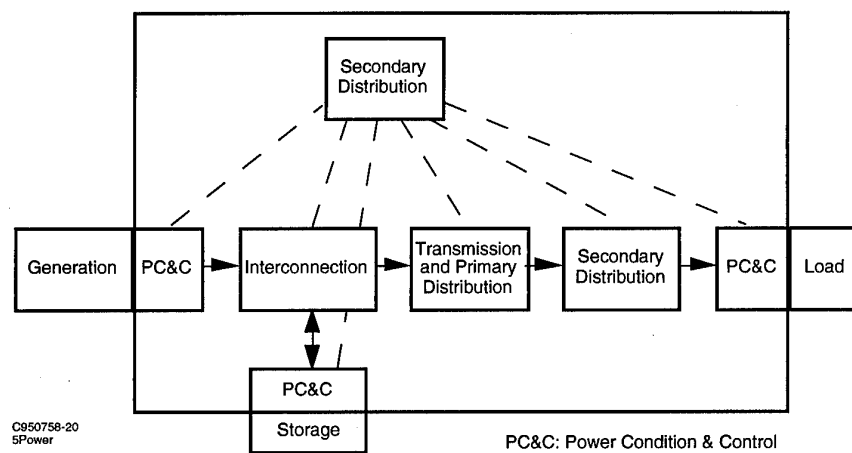 Secondary
Distribution
Generation
PC&C
Interconnection
Transmission
and Primary
Distribution
Secondary
Distribution
PC&C
Load
PC&C
Storage
C950758-20
5Power
PC&C: Power Condition & Control